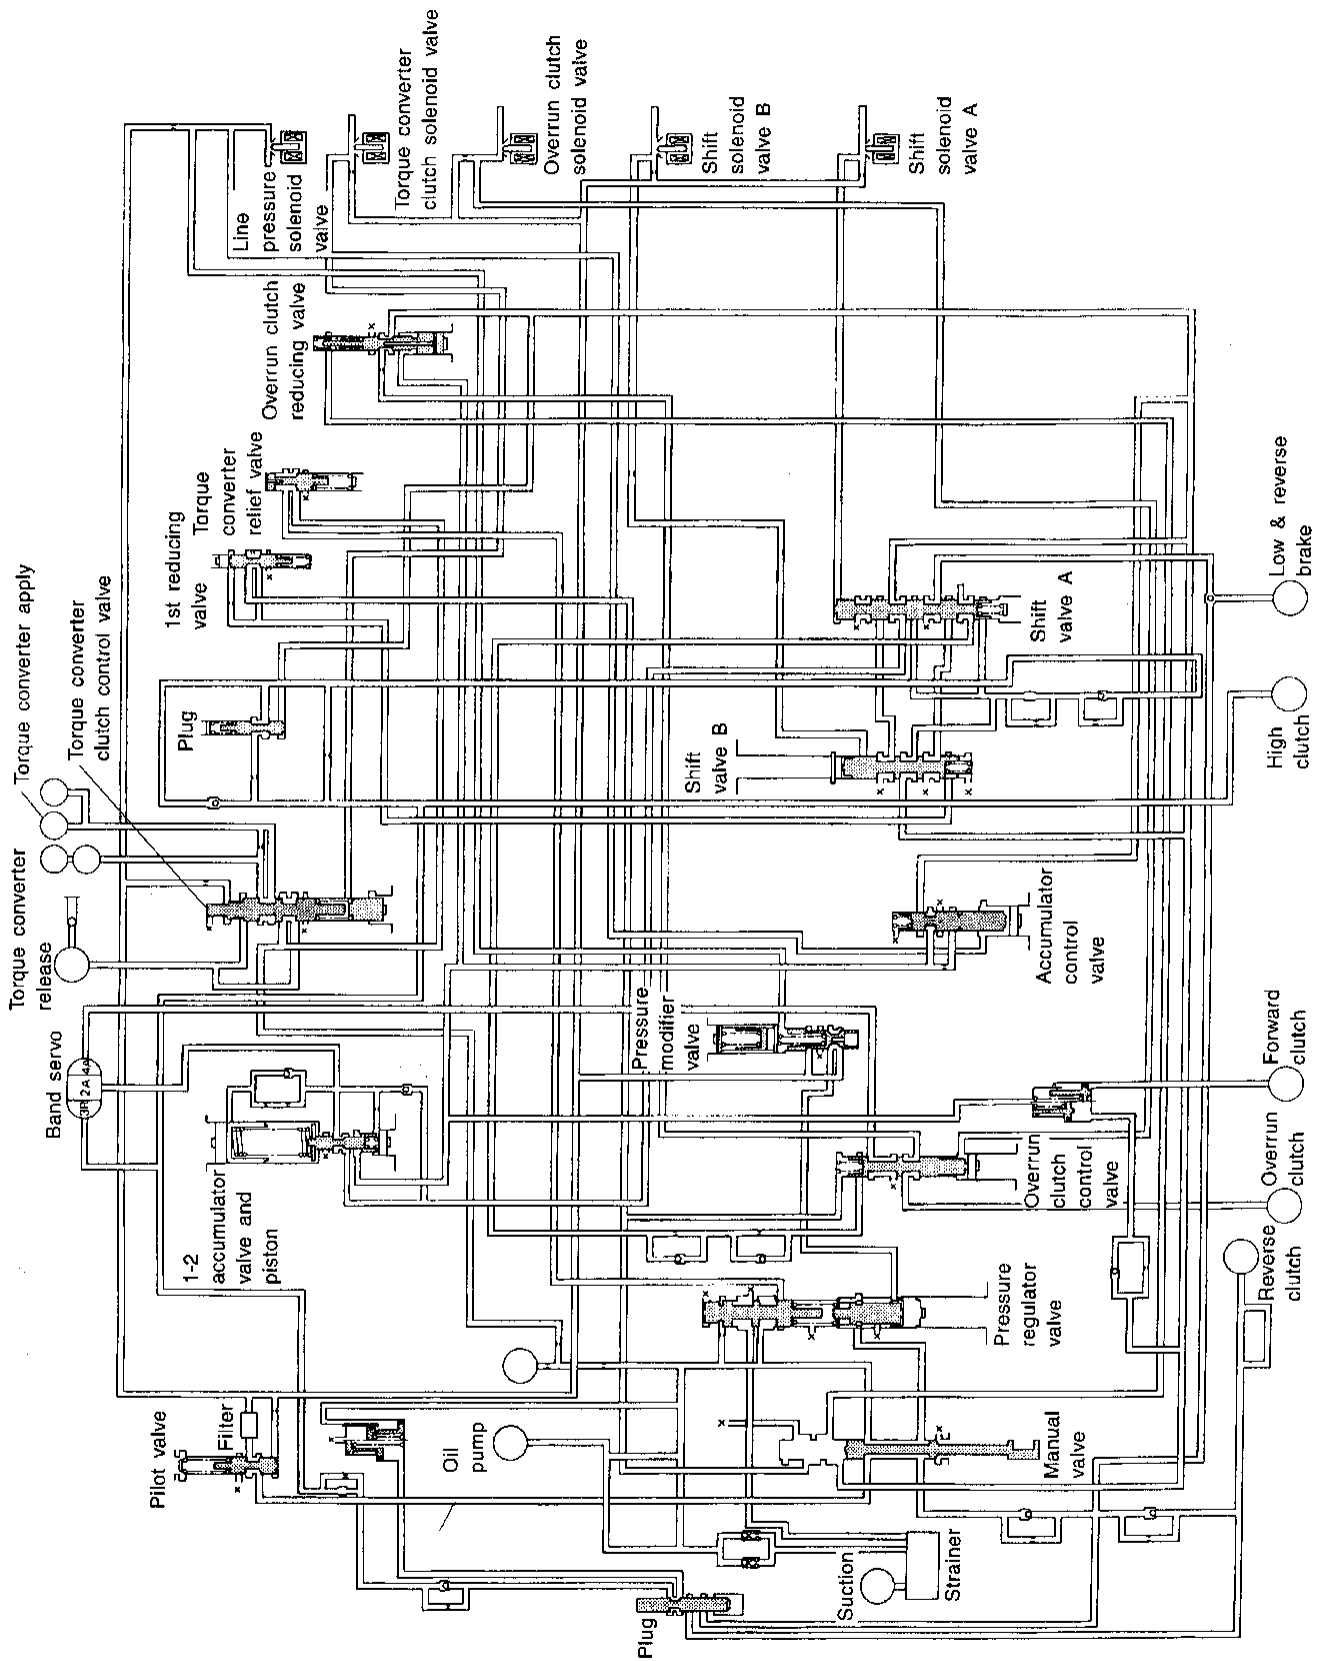 Torque converter
clutch solenoid valve
Overrun clutch
solenoid valve
Shift
solenoid
valve B
Shift
solenoid
valve A
Line
pressure
solenoid
valve
Overrun clutch
reducing valve
Torque
converter
relief valve
1st reducing
valve
Torque converter apply
Torque converter
clutch control valve
Plug
Shift
valve B
Shift
valve A
Low & reverse
brake
High
clutch
Torque converter
release
Accumulator
control
valve
Band servo
3R 2A 4A
Pressure
modifier
valve
Forward
clutch
1-2
accumulator
valve and
piston
Overrun
clutch
control
valve
Overrun
clutch
Reverse
clutch
Pressure
regulator
valve
Pilot valve
Filter
Oil
pump
Manual
valve
Suction
Strainer
Plug